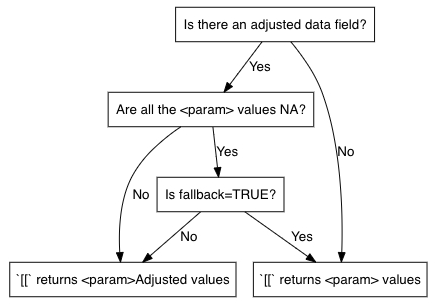 Is there an adjusted data field?
Yes
Are all the <param> values NA?
No
Yes
No
Is fallback=TRUE?
No
Yes
`[[` returns <param>Adjusted values
`[[` returns <param> values